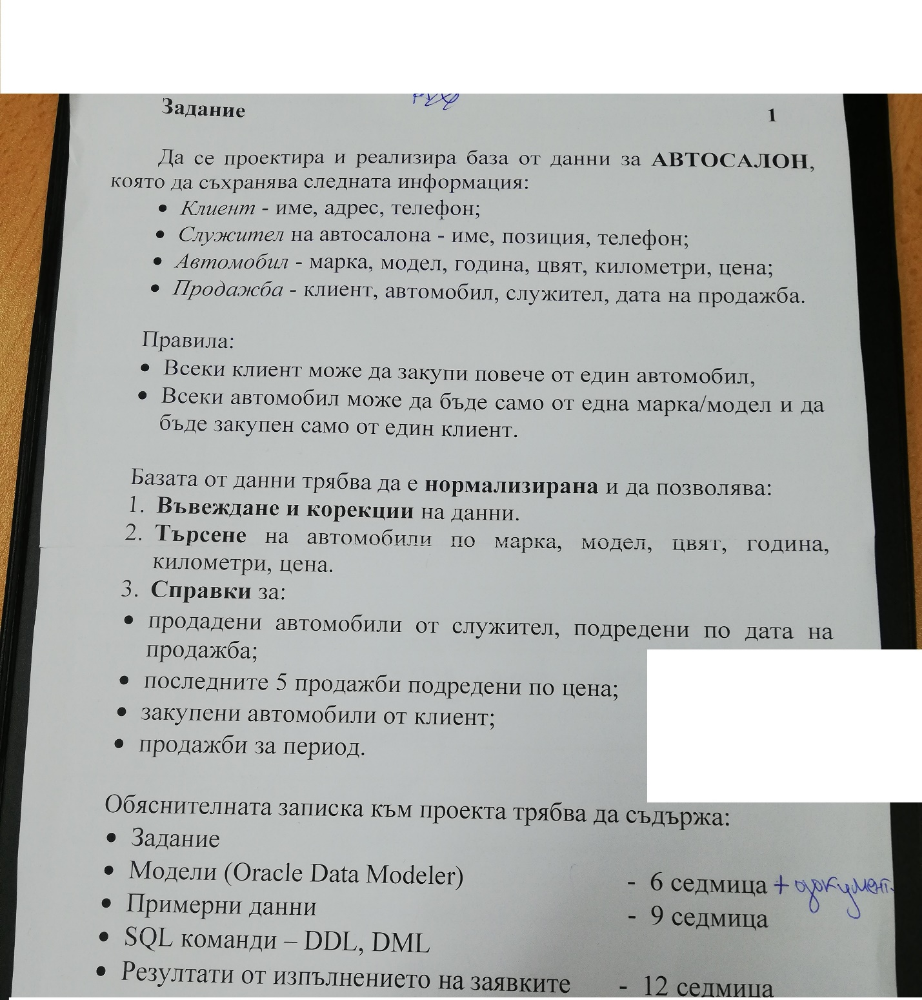 Задание
1
Да се проектира и реализира база от данни за АВТОСАЛОН,
която да съхранява следната информация:
• Клиент - име, адрес, телефон;
• Служител на автосалона - име, позиция, телефон;
• Автомобил - марка, модел, година, цвят, километри, цена;
• Продажба - клиент, автомобил, служител, дата на продажба.
Правила:
• Всеки клиент може да закупи повече от един автомобил,
• Всеки автомобил може да бъде само от една марка/модел и да
бъде закупен само от един клиент.
Базата от данни трябва да е нормализирана и да позволява:
1. Въвеждане и корекции на данни.
2. Търсене на автомобили по марка, модел, цвят, година,
километри, цена.
3. Справки за:
• продадени автомобили от служител, подредени по дата на
продажба;
• последните 5 продажби подредени по цена;
• закупени автомобили от клиент;
• продажби за период.
Обяснителната записка към проекта трябва да съдържа:
• Задание
• Модели (Oracle Data Modeler) - 6 седмица + документ.
• Примерни данни - 9 седмица
• SQL команди – DDL, DML
• Резултати от изпълнението на заявките - 12 седмица